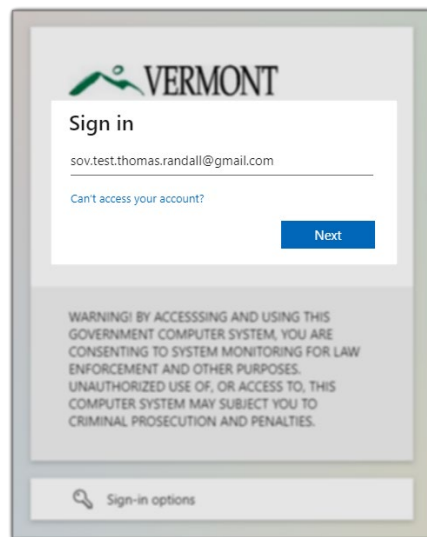 VERMONT
Sign in
sov.test.thomas.randall@gmail.com
Can't access your account?
Next
WARNING! BY ACCESSSING AND USING THIS
GOVERNMENT COMPUTER SYSTEM, YOU ARE
CONSENTING TO SYSTEM MONITORING FOR LAW
ENFORCEMENT AND OTHER PURPOSES.
UNAUTHORIZED USE OF, OR ACCESS TO, THIS
COMPUTER SYSTEM MAY SUBJECT YOU TO
CRIMINAL PROSECUTION AND PENALTIES.
Sign-in options